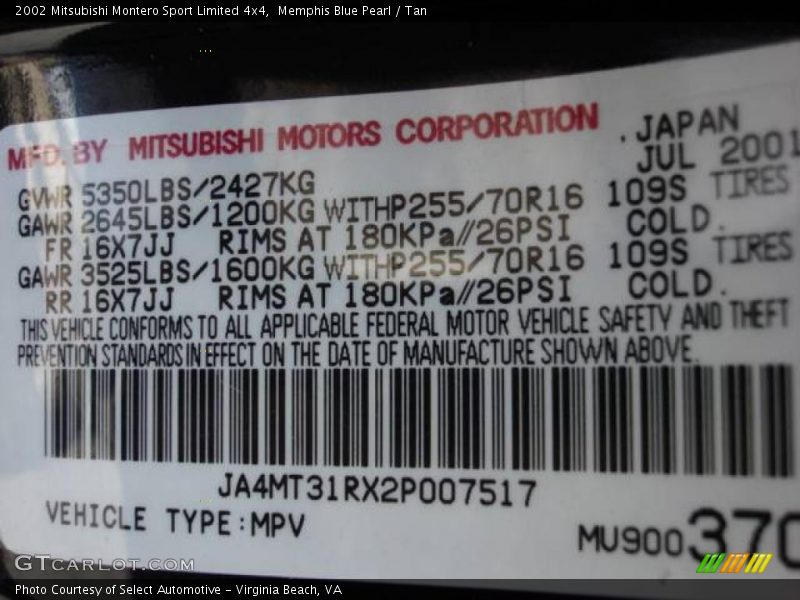 2002 Mitsubishi Montero Sport Limited 4x4,  Memphis Blue Pearl / Tan
MFD. BY MITSUBISHI MOTORS CORPORATION . JAPAN
JUL 2001
GVWR 5350LBS/2427KG
GAWR 2645LBS/1200KG WITHP255/70R16 109S TIRES
FR 16X7JJ RIMS AT 180KPa//26PSI COLD.
GAWR 3525LBS/1600KG WITHP255/70R16 109S TIRES
RR 16X7JJ RIMS AT 180KPa//26PSI COLD.
THIS VEHICLE CONFORMS TO ALL APPLICABLE FEDERAL MOTOR VEHICLE SAFETY AND THEFT
PREVENTION STANDARDS IN EFFECT ON THE DATE OF MANUFACTURE SHOWN ABOVE.
JA4MT31RX2P007517
VEHICLE TYPE:MPV
MU900370
GTCARLOT.COM
Photo Courtesy of Select Automotive - Virginia Beach, VA